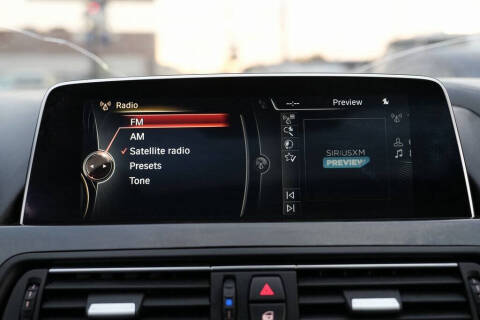 Radio
FM
AM
Satellite radio
Presets
Tone
--:--
Preview
SIRIUSXM
PREVIEW